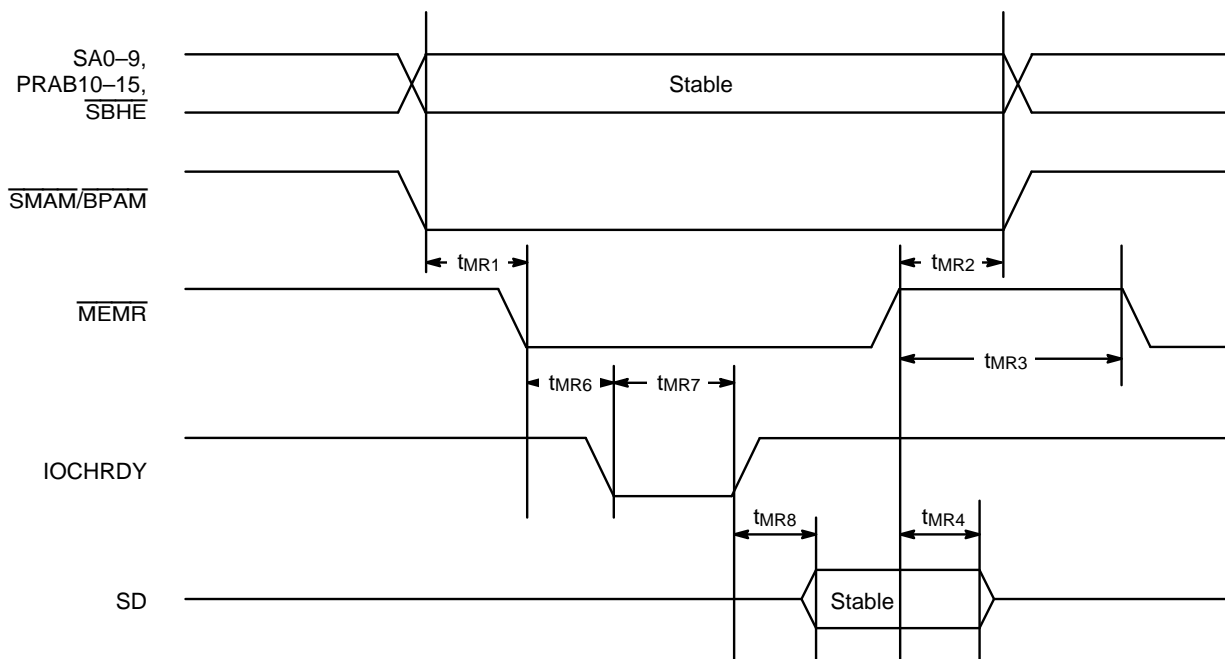 SA0–9,
PRAB10–15,
SBHE
Stable
SMAM/BPAM
tMR1
tMR2
MEMR
tMR3
tMR6
tMR7
IOCHRDY
tMR8
tMR4
SD
Stable